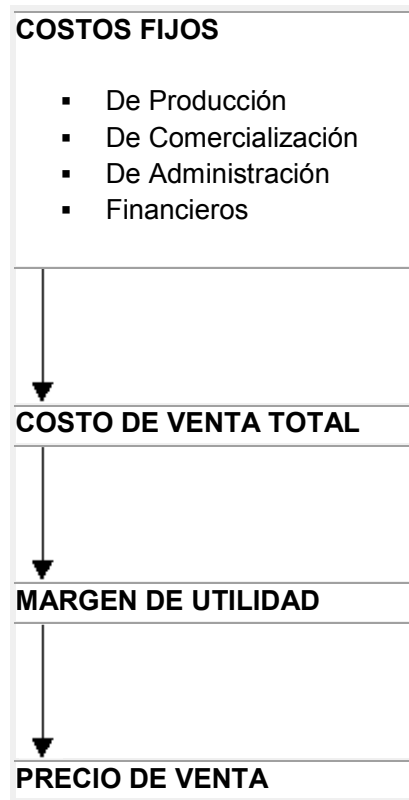 COSTOS FIJOS
▪ De Producción
▪ De Comercialización
▪ De Administración
▪ Financieros
COSTO DE VENTA TOTAL
MARGEN DE UTILIDAD
PRECIO DE VENTA